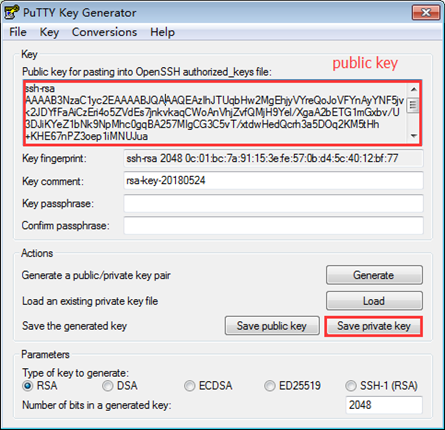 PuTTY Key Generator
File Key Conversions Help
Key
public key
Public key for pasting into OpenSSH authorized_keys file:
ssh-rsa
AAAAB3NzaC1yc2EAAAABJQAAAQEAzIhJTUqbHw2MgEhjyVYreQoJoVFYnAyYNF5jv
k2JDYfFaAiCzEri4o5ZVdEs7jnkvkaqCWoAnVhjZvfQMjH9Yel/XgaA2bETG1mGxbv/U
3DJiKYeZ1bNk9NpMhc0gqBA257MlgCG3C5vT/xtdwHedQcrh3a5DOq2KM5tHh
+KHE67nPZ3oep1iMNUJua
Key fingerprint: ssh-rsa 2048 0c:01:bc:7a:91:15:3e:fe:57:0b:d4:5c:40:12:bf:77
Key comment: rsa-key-20180524
Key passphrase:
Confirm passphrase:
Actions
Generate a public/private key pair Generate
Load an existing private key file Load
Save the generated key Save public key Save private key
Parameters
Type of key to generate:
RSA DSA ECDSA ED25519 SSH-1 (RSA)
Number of bits in a generated key: 2048